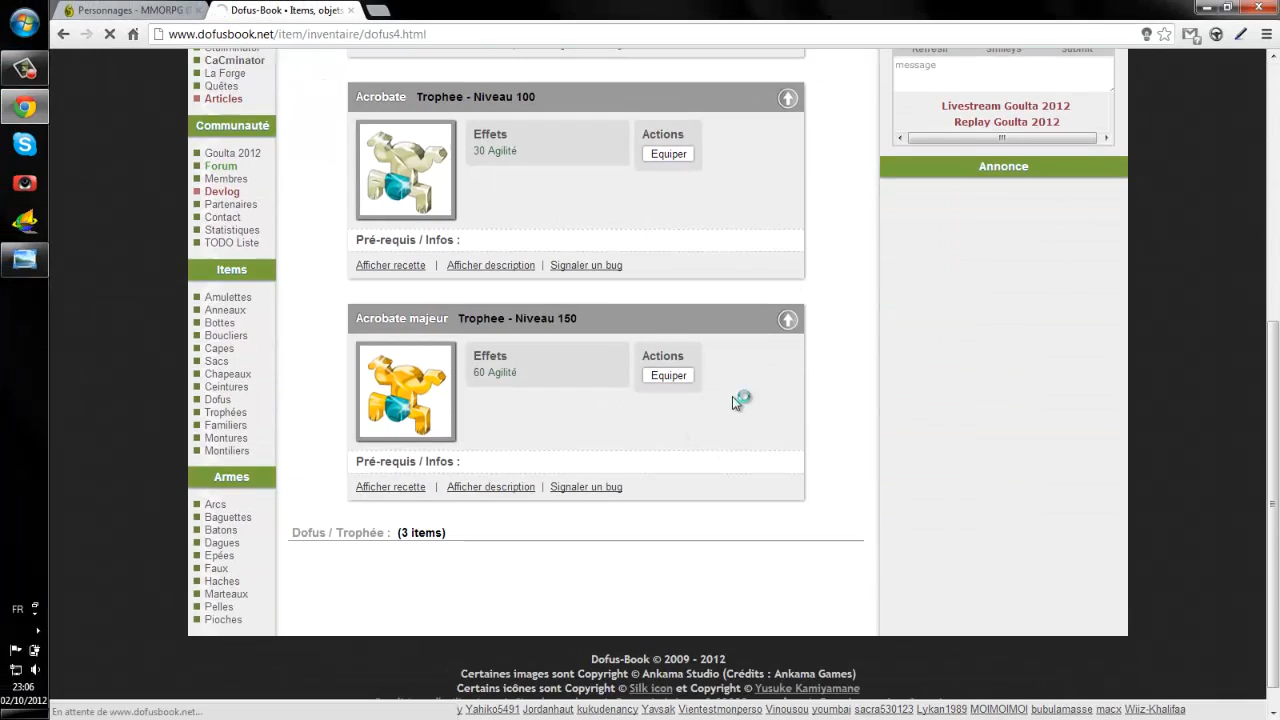 Personnages - MMORPG (
Dofus-Book • Items, objets
www.dofusbook.net/item/inventaire/dofus4.html
CaCminator
La Forge
Quêtes
Articles
Communauté
Goulta 2012
Forum
Membres
Devlog
Partenaires
Contact
Statistiques
TODO Liste
Items
Amulettes
Anneaux
Bottes
Boucliers
Capes
Sacs
Chapeaux
Ceintures
Dofus
Trophées
Familiers
Montures
Montiliers
Armes
Arcs
Baguettes
Batons
Dagues
Epées
Faux
Haches
Marteaux
Pelles
Pioches
Acrobate Trophee - Niveau 100
Effets
30 Agilité
Actions
Equiper
Pré-requis / Infos :
Afficher recette | Afficher description | Signaler un bug
Acrobate majeur Trophee - Niveau 150
Effets
60 Agilité
Actions
Equiper
Pré-requis / Infos :
Afficher recette | Afficher description | Signaler un bug
Dofus / Trophée : (3 items)
Refresh Smileys Submit
message
Livestream Goulta 2012
Replay Goulta 2012
Annonce
Dofus-Book © 2009 - 2012
Certaines images sont Copyright © Ankama Studio (Crédits : Ankama Games)
Certains icônes sont Copyright © Silk icon et Copyright © Yusuke Kamiyamane
En attente de www.dofusbook.net...
Yahiko5491 Jordanhaut kukudenancy Yavsak Vientextmonperso Vinousou youmbai sacra530123 Lykan1989 MOIMOIMOI bubulamasse macx Wiiz-Khalifaa
FR
23:06
02/10/2012